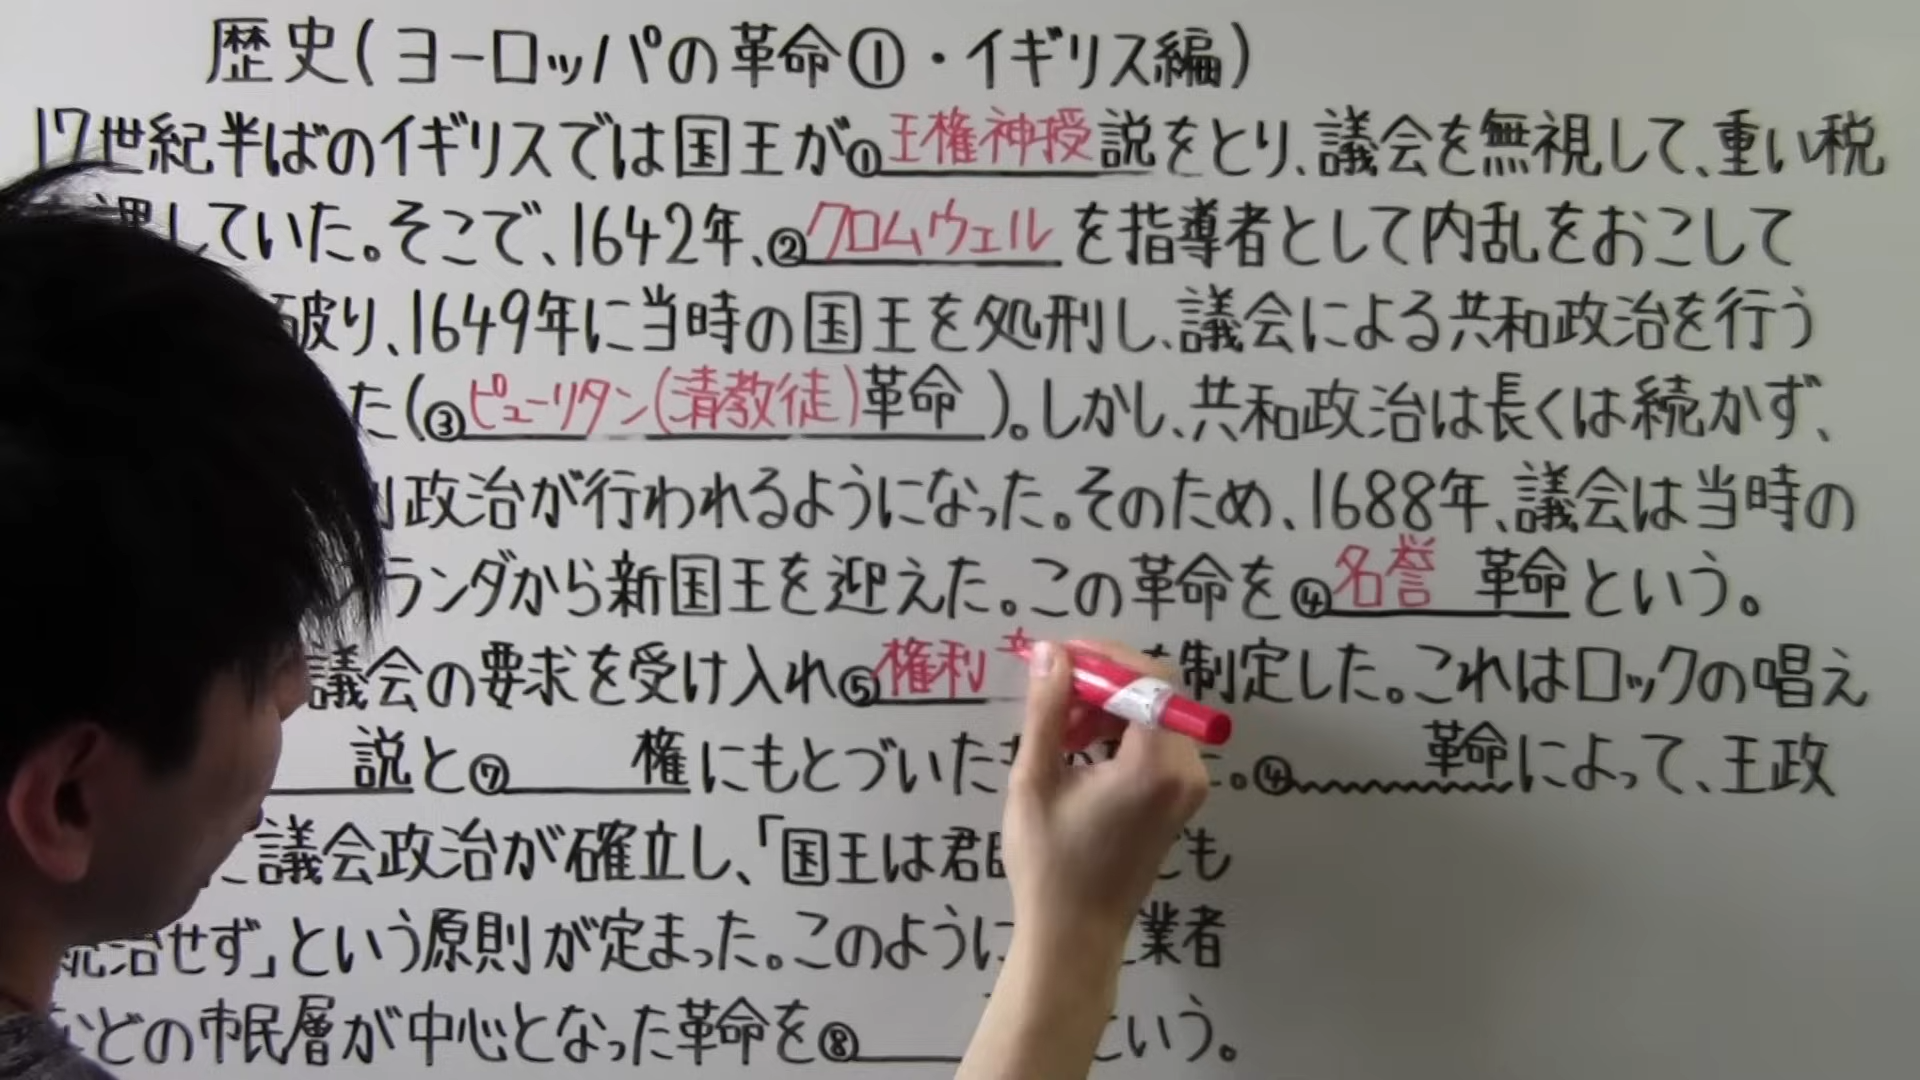 歴史(ヨーロッパの革命①・イギリス編)
17世紀半ばのイギリスでは国王が①王権神授説をとり、議会を無視して、重い税
課していた。そこで、1642年、②クロムウェルを指導者として内乱をおこして
破り、1649年に当時の国王を処刑し、議会による共和政治を行う
た(③ピューリタン(清教徒)革命)。しかし、共和政治は長くは続かず、
政治が行われるようになった。そのため、1688年、議会は当時の
ランダから新国王を迎えた。この革命を④名誉革命という。
議会の要求を受け入れ⑤権利 制定した。これはロックの唱え
説と⑦ 権にもとづいた 。④ 革命によって、王政
議会政治が確立し、「国王は君臨 ども
統治せず」という原則が定まった。このように 業者
などの市民層が中心となった革命を⑧ という。